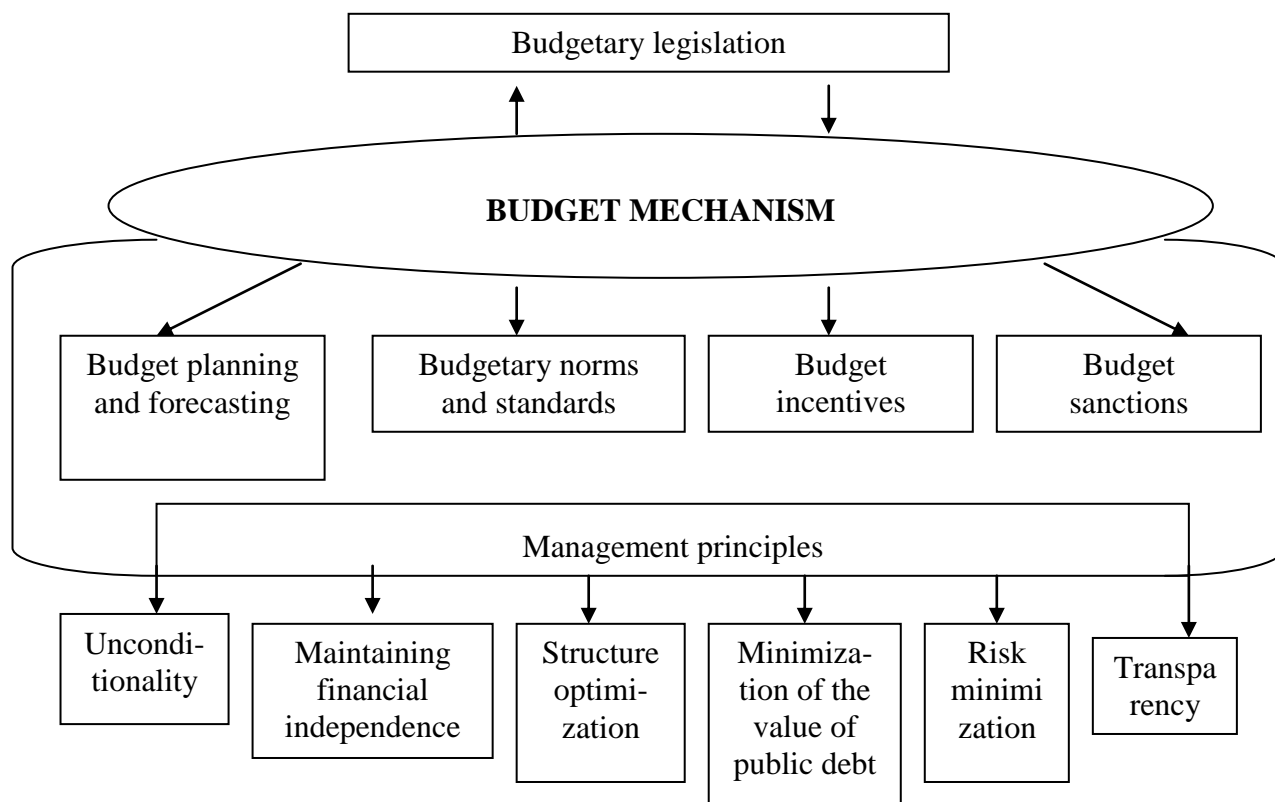 Budgetary legislation
BUDGET MECHANISM
Budget planning
and forecasting
Budgetary norms
and standards
Budget
incentives
Budget
sanctions
Management principles
Uncondi-
tionality
Maintaining
financial
independence
Structure
optimi-
zation
Minimiza-
tion of the
value of
public debt
Risk
minimi
zation
Transpa
rency